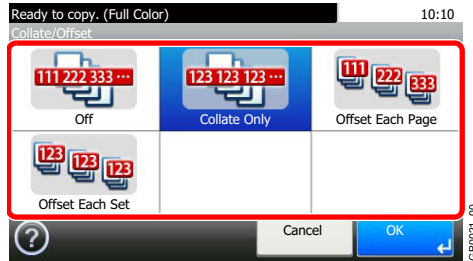 Ready to copy. (Full Color) 10:10
Collate/Offset
111 222 333 ... 123 123 123 ... 111 222 333
Off Collate Only Offset Each Page
123 123 123
Offset Each Set
? Cancel OK
GB0021_00